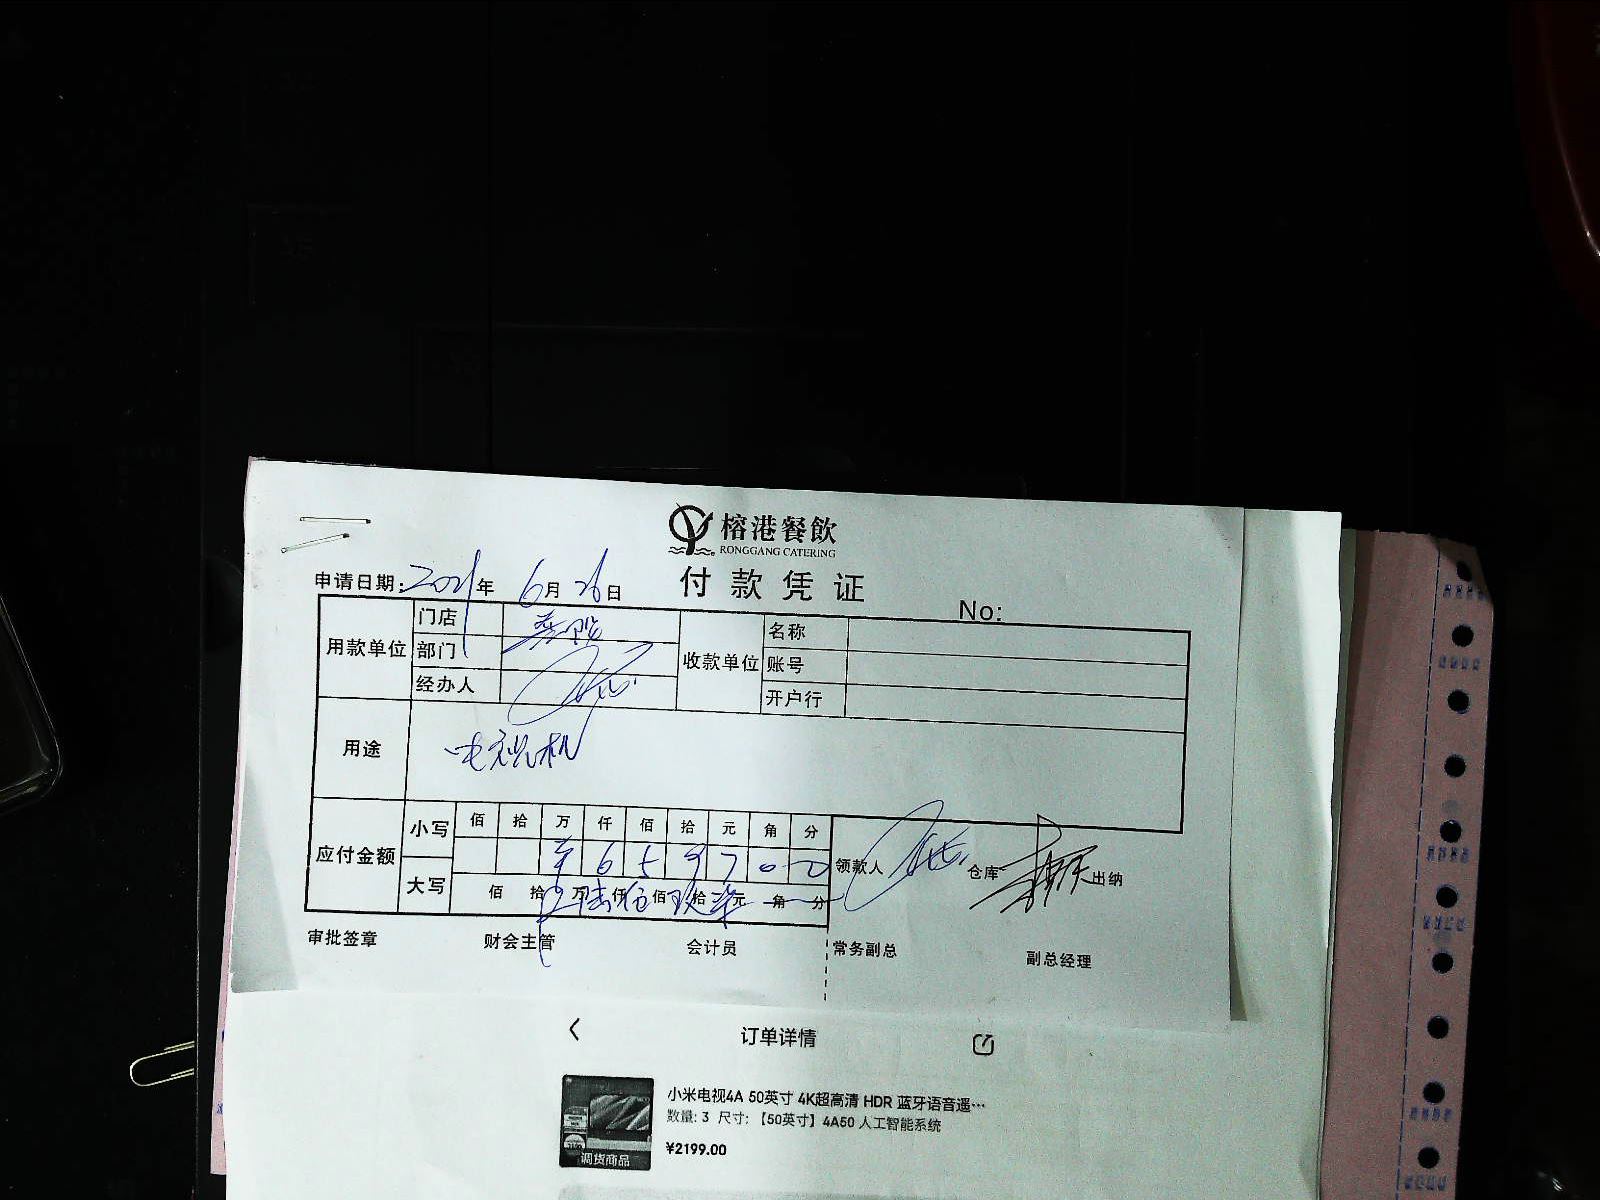 榕港餐飲
RONGGANG CATERING
付款凭证
申请日期:2021年 6月 26日
No:
用款单位 门店 收款单位 名称
部门 账号
经办人 开户行
用途 电视机
应付金额 小写 佰 拾 万 仟 佰 拾 元 角 分
6 5 9 7 0 0
大写 佰 拾 万 陆 仟 伍 佰 玖 拾 柒 元 角 分
领款人 仓库 出纳
审批签章 财会主管 会计员 常务副总 副总经理
订单详情
小米电视4A 50英寸 4K超高清 HDR 蓝牙语音遥…
数量: 3 尺寸:【50英寸】4A50 人工智能系统
¥2199.00
调货商品